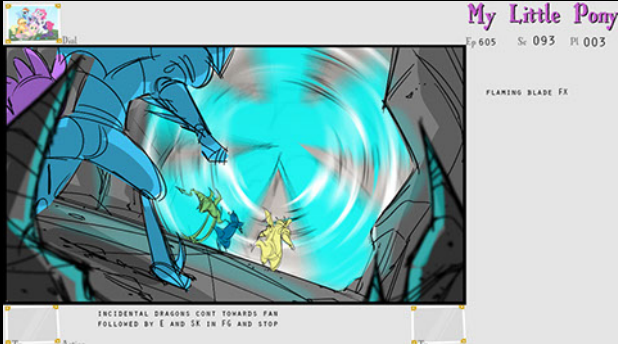 My Little Pony
Ep 605 Sc 093 Pl 003
Dial
FLAMING BLADE FX
INCIDENTAL DRAGONS CONT TOWARDS FAN
FOLLOWED BY E AND SK IN FG AND STOP